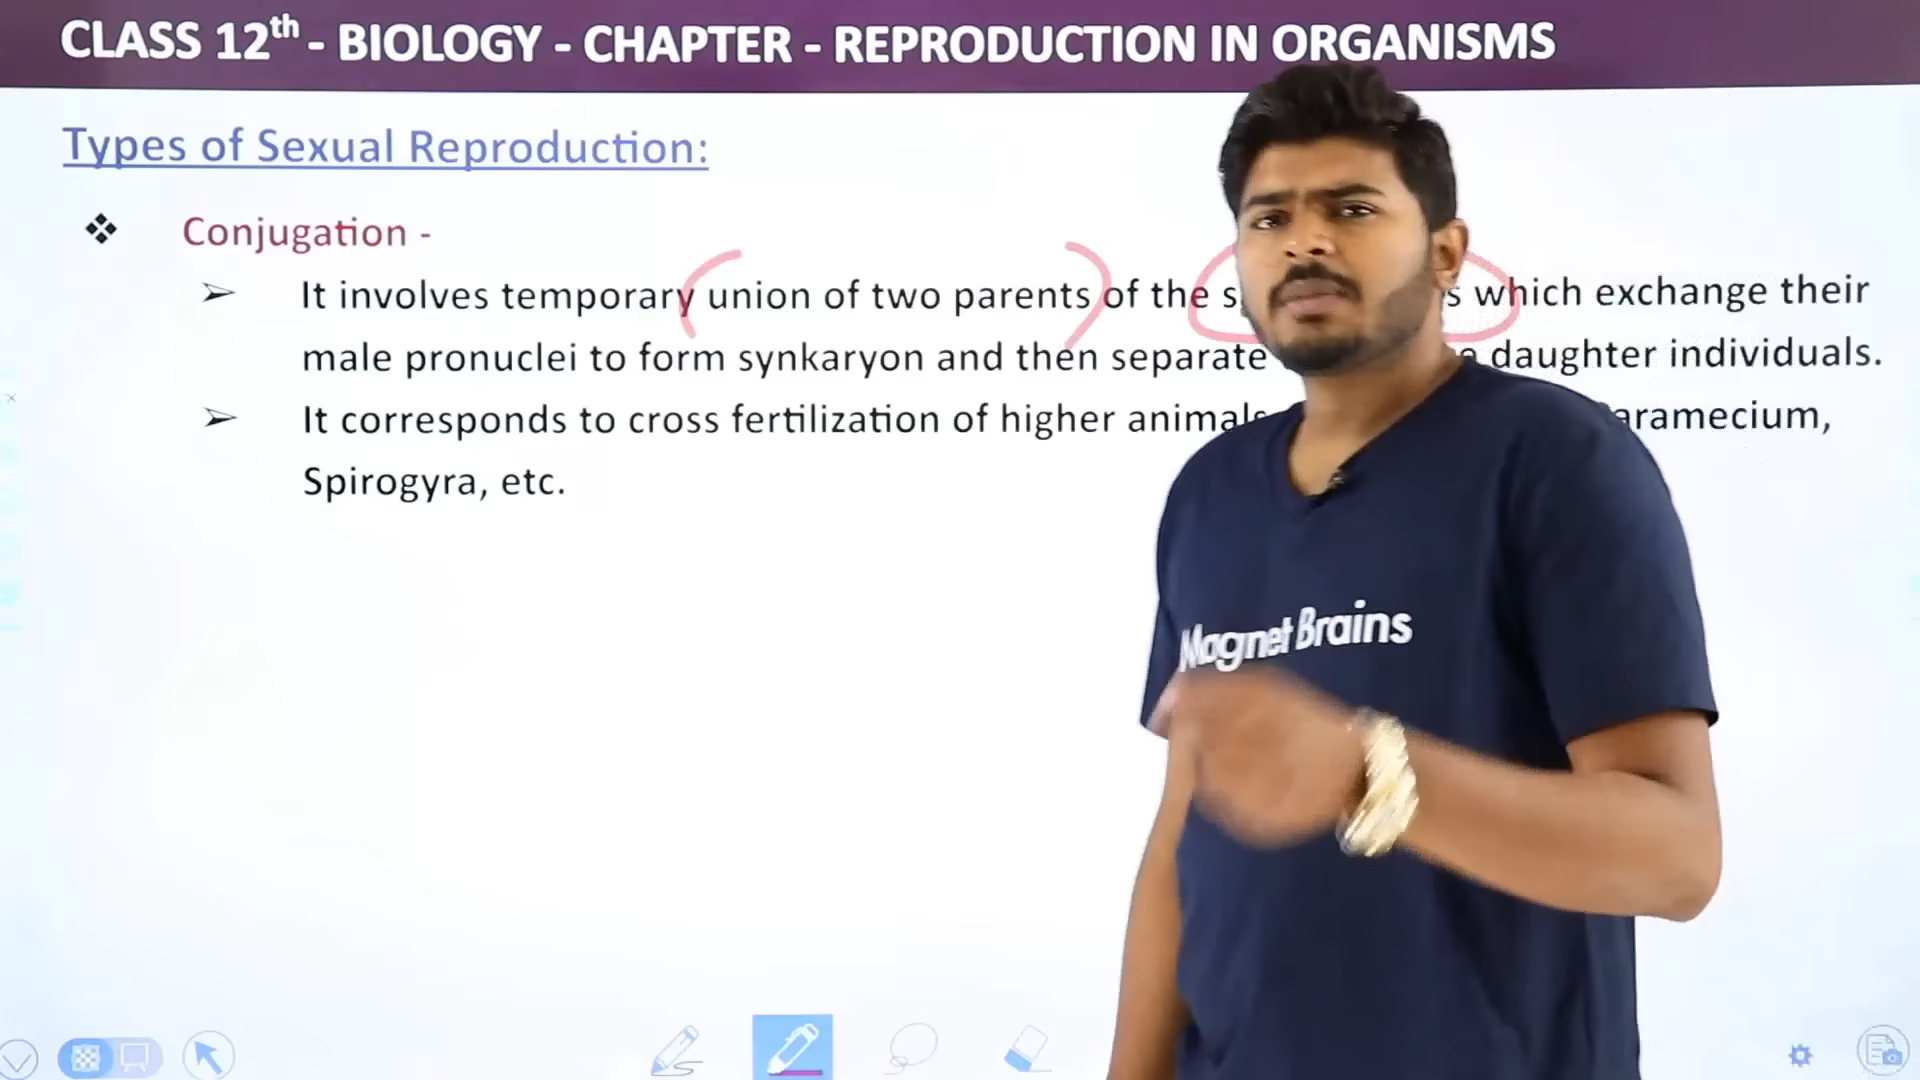 CLASS 12th - BIOLOGY - CHAPTER - REPRODUCTION IN ORGANISMS
Types of Sexual Reproduction:
Conjugation -
It involves temporary union of two parents of the which exchange their
male pronuclei to form synkaryon and then separate daughter individuals.
It corresponds to cross fertilization of higher animals
Spirogyra, etc.
Magnet Brains